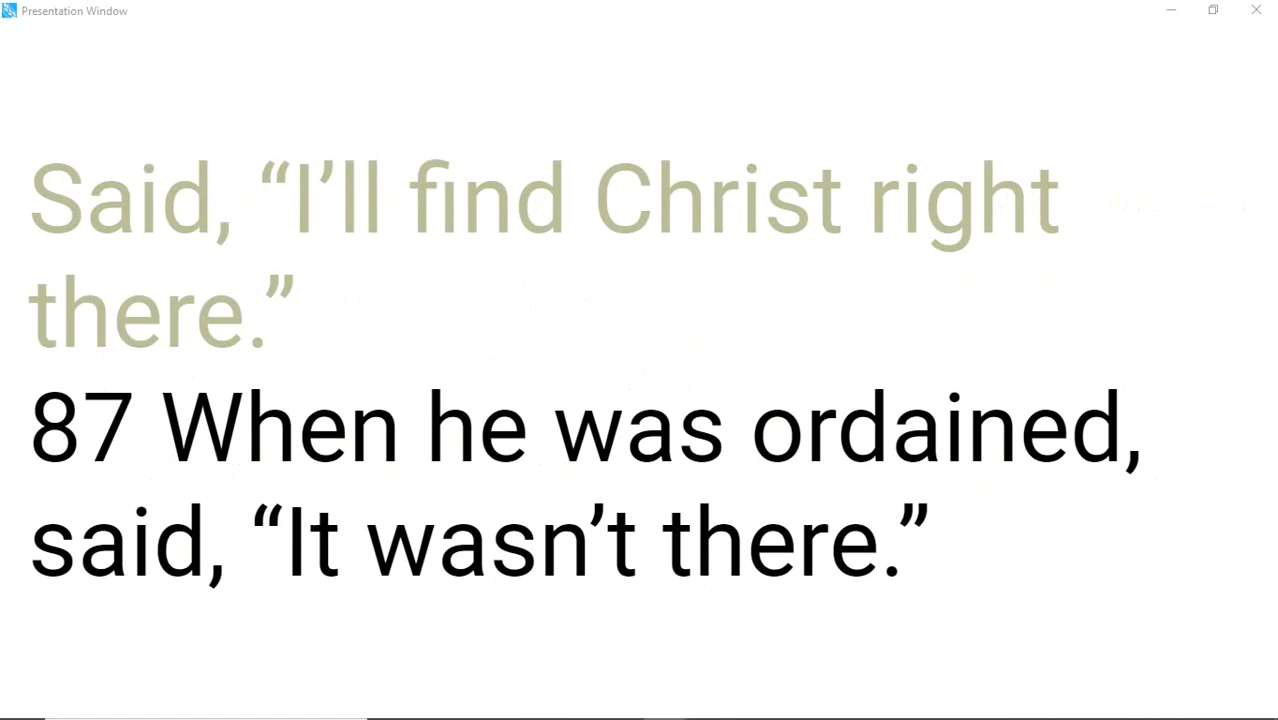 Presentation Window
Said, “I’ll find Christ right
there.”
87 When he was ordained,
said, “It wasn’t there.”